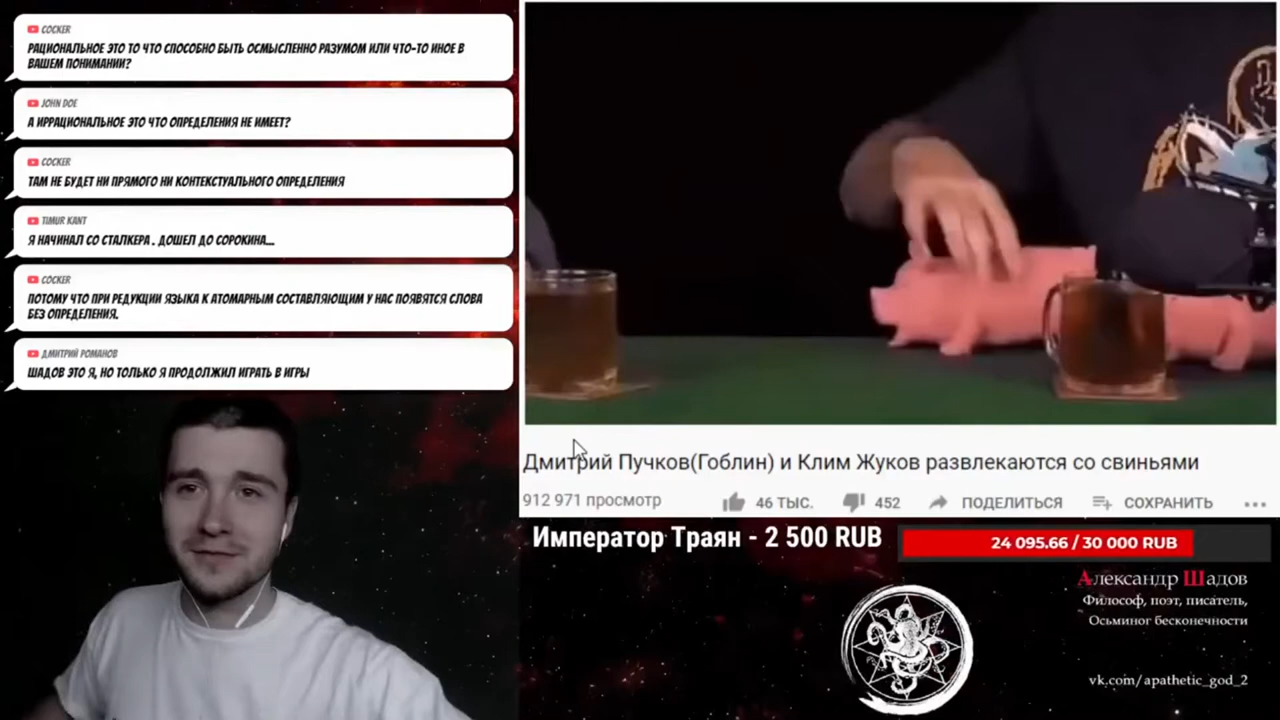 COCKER
РАЦИОНАЛЬНОЕ ЭТО ТО ЧТО СПОСОБНО БЫТЬ ОСМЫСЛЕННО РАЗУМОМ ИЛИ ЧТО-ТО ИНОЕ В
ВАШЕМ ПОНИМАНИИ?
JOHN DOE
А ИРРАЦИОНАЛЬНОЕ ЭТО ЧТО ОПРЕДЕЛЕНИЯ НЕ ИМЕЕТ?
COCKER
ТАМ НЕ БУДЕТ НИ ПРЯМОГО НИ КОНТЕКСТУАЛЬНОГО ОПРЕДЕЛЕНИЯ
TIMUR KANT
Я НАЧИНАЛ СО СТАЛКЕРА . ДОШЕЛ ДО СОРОКИНА...
COCKER
ПОТОМУ ЧТО ПРИ РЕДУКЦИИ ЯЗЫКА К АТОМАРНЫМ СОСТАВЛЯЮЩИМ У НАС ПОЯВЯТСЯ СЛОВА
БЕЗ ОПРЕДЕЛЕНИЯ.
ДМИТРИЙ РОМАНОВ
ШАДОВ ЭТО Я, НО ТОЛЬКО Я ПРОДОЛЖИЛ ИГРАТЬ В ИГРЫ
Дмитрий Пучков(Гоблин) и Клим Жуков развлекаются со свиньями
912 971 просмотр
46 ТЫС.
452
ПОДЕЛИТЬСЯ
СОХРАНИТЬ
Император Траян - 2 500 RUB
24 095.66 / 30 000 RUB
Александр Шадов
Философ, поэт, писатель,
Осьминог бесконечности
vk.com/apathetic_god_2